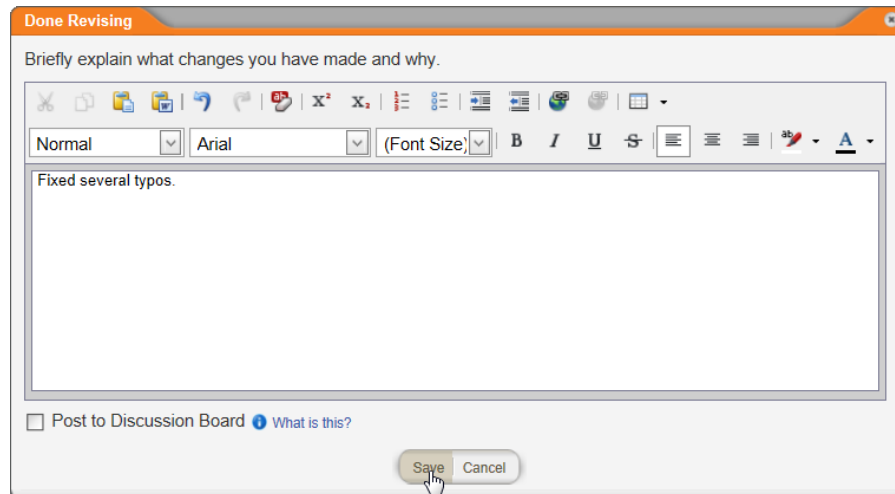 Done Revising
Briefly explain what changes you have made and why.
Normal Arial (Font Size) B I U S A
Fixed several typos.
Post to Discussion Board What is this?
Save Cancel